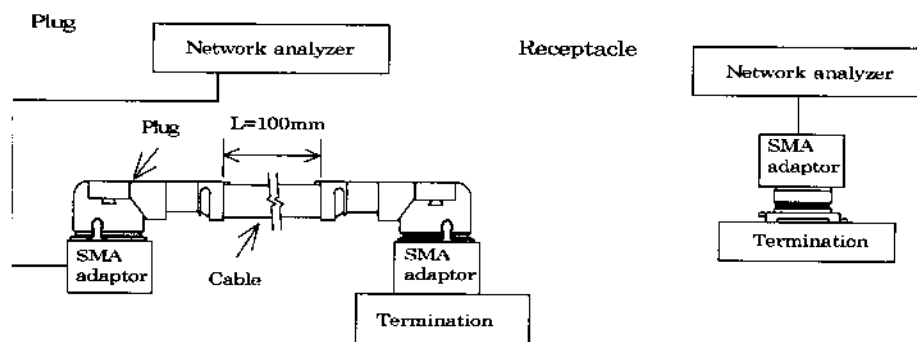 Plug
Network analyzer
Receptacle
Network analyzer
Plug
L=100mm
SMA
adaptor
SMA
adaptor
SMA
adaptor
Cable
Termination
Termination